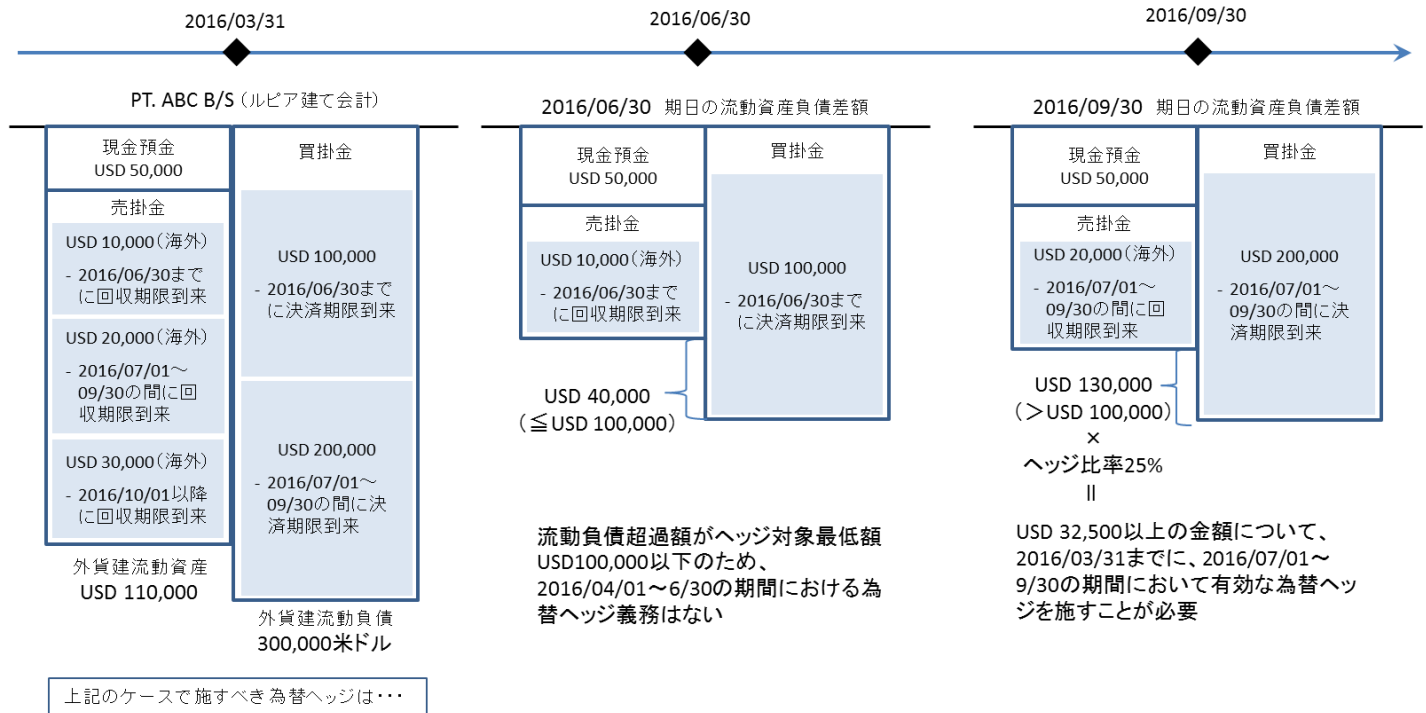 2016/03/31
2016/06/30
2016/09/30
PT. ABC B/S（ルピア建て会計）
現金預金
USD 50,000
売掛金
USD 10,000（海外）
- 2016/06/30まで
に回収期限到来
USD 20,000（海外）
- 2016/07/01～
09/30の間に回
収期限到来
USD 30,000（海外）
- 2016/10/01以降
に回収期限到来
外貨建流動資産
USD 110,000
買掛金
USD 100,000
- 2016/06/30まで
に決済期限到来
USD 200,000
- 2016/07/01～
09/30の間に決
済期限到来
外貨建流動負債
300,000米ドル
上記のケースで施すべき為替ヘッジは・・・
2016/06/30 期日の流動資産負債差額
現金預金
USD 50,000
売掛金
USD 10,000（海外）
- 2016/06/30まで
に回収期限到来
買掛金
USD 100,000
- 2016/06/30まで
に決済期限到来
USD 40,000
（≦USD 100,000）
流動負債超過額がヘッジ対象最低額
USD100,000以下のため、
2016/04/01～6/30の期間における為
替ヘッジ義務はない
2016/09/30 期日の流動資産負債差額
現金預金
USD 50,000
売掛金
USD 20,000（海外）
- 2016/07/01～
09/30の間に回
収期限到来
買掛金
USD 200,000
- 2016/07/01～
09/30の間に決
済期限到来
USD 130,000
（＞USD 100,000）
×
ヘッジ比率25%
||
USD 32,500以上の金額について、
2016/03/31までに、2016/07/01～
9/30の期間において有効な為替ヘッ
ジを施すことが必要